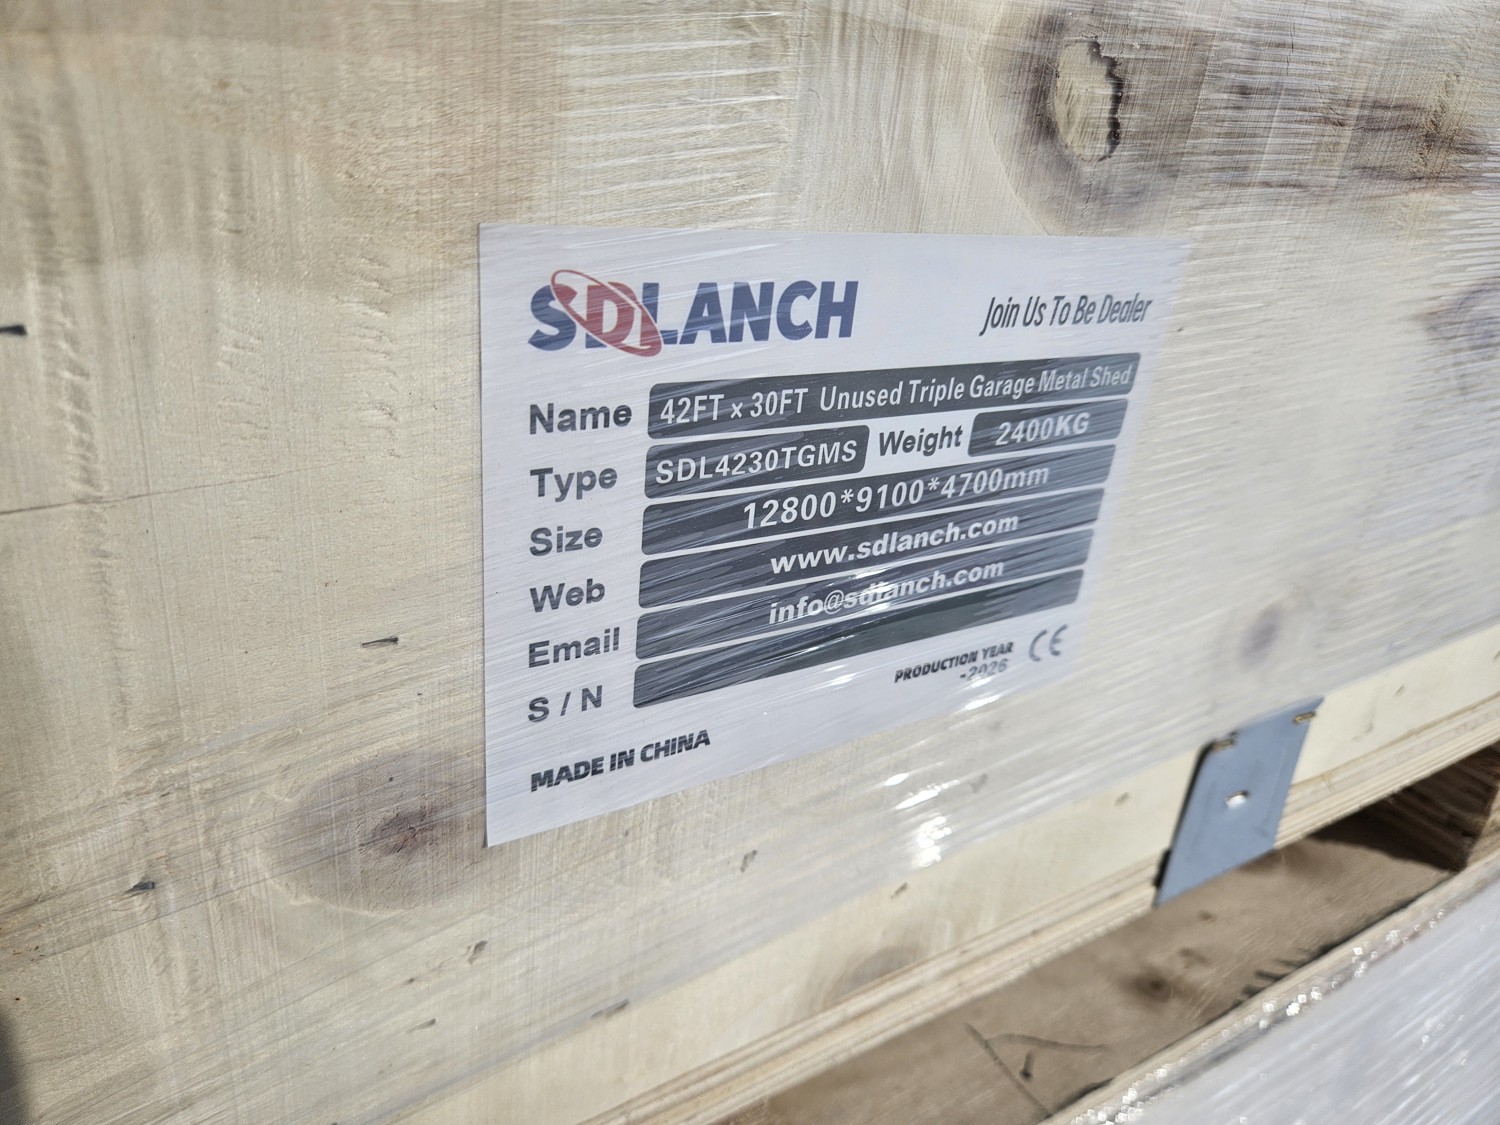 SDLANCH
Join Us To Be Dealer
Name 42FT × 30FT Unused Triple Garage Metal Shed
Type SDL4230TGMS Weight 2400KG
Size 12800*9100*4700mm
Web www.sdlanch.com
Email info@sdlanch.com
S / N
PRODUCTION YEAR
-2026
CE
MADE IN CHINA